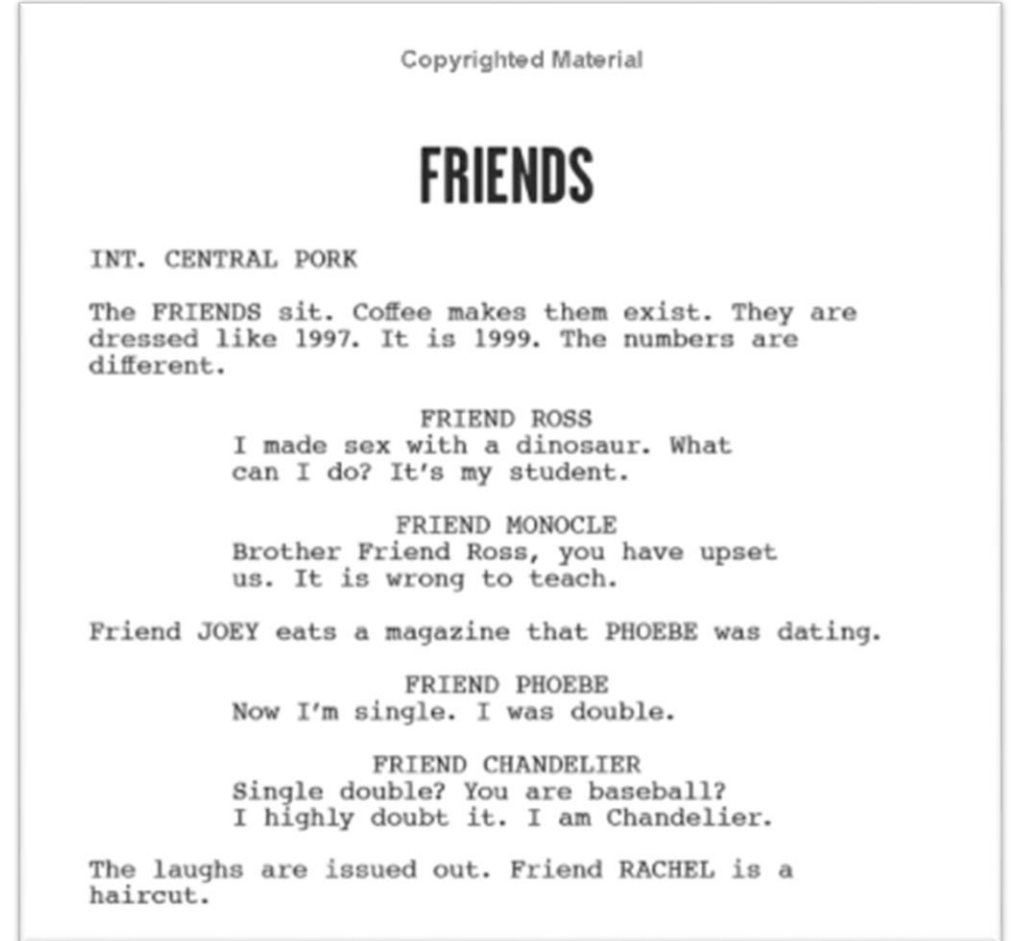 Copyrighted Material
FRIENDS
INT. CENTRAL PORK
The FRIENDS sit. Coffee makes them exist. They are
dressed like 1997. It is 1999. The numbers are
different.
FRIEND ROSS
I made sex with a dinosaur. What
can I do? It's my student.
FRIEND MONOCLE
Brother Friend Ross, you have upset
us. It is wrong to teach.
Friend JOEY eats a magazine that PHOEBE was dating.
FRIEND PHOEBE
Now I'm single. I was double.
FRIEND CHANDELIER
Single double? You are baseball?
I highly doubt it. I am Chandelier.
The laughs are issued out. Friend RACHEL is a
haircut.